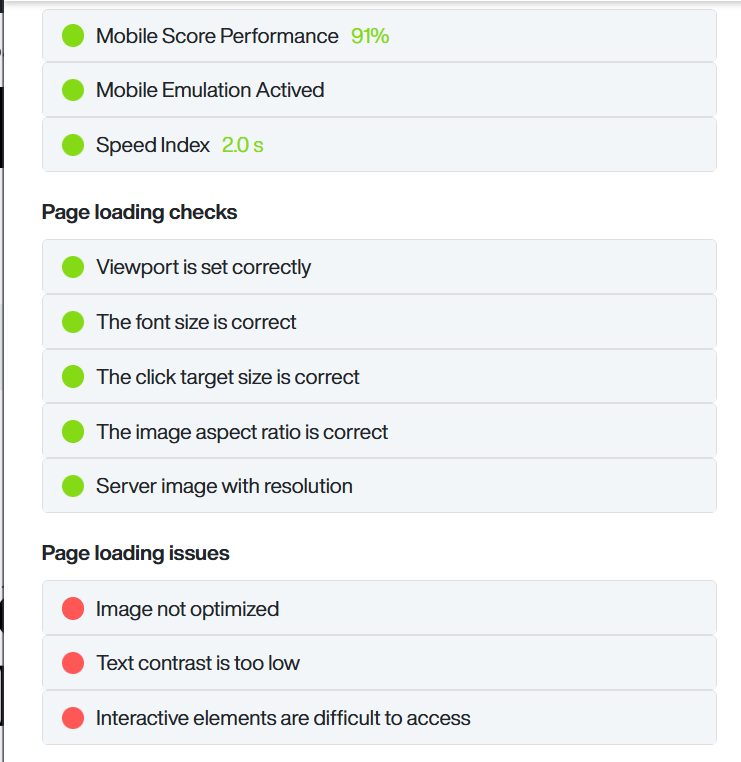 Mobile Score Performance 91%
Mobile Emulation Actived
Speed Index 2.0 s
Page loading checks
Viewport is set correctly
The font size is correct
The click target size is correct
The image aspect ratio is correct
Server image with resolution
Page loading issues
Image not optimized
Text contrast is too low
Interactive elements are difficult to access